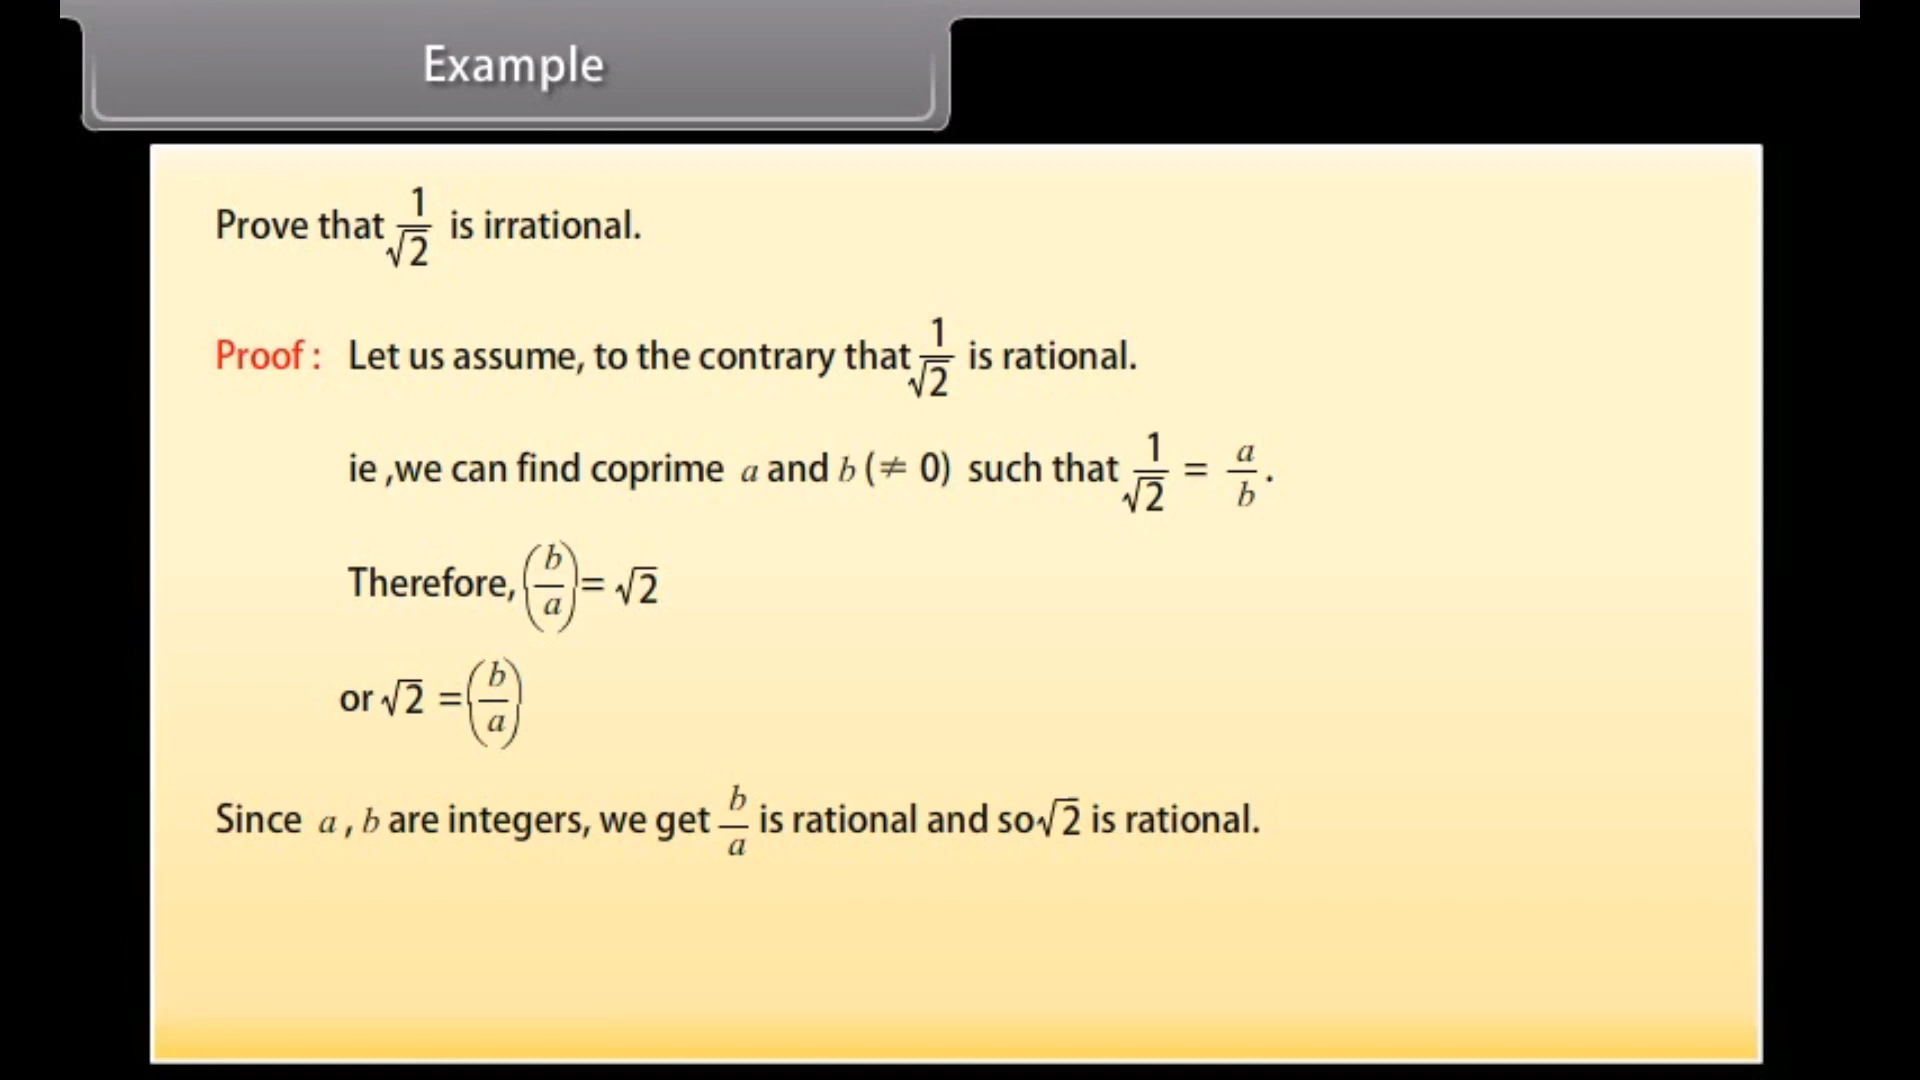 Example
Prove that 1/√2 is irrational.
Proof : Let us assume, to the contrary that 1/√2 is rational.
ie ,we can find coprime a and b (≠ 0) such that 1/√2 = a/b .
Therefore, (b/a) = √2
or √2 = (b/a)
Since a , b are integers, we get b/a is rational and so √2 is rational.